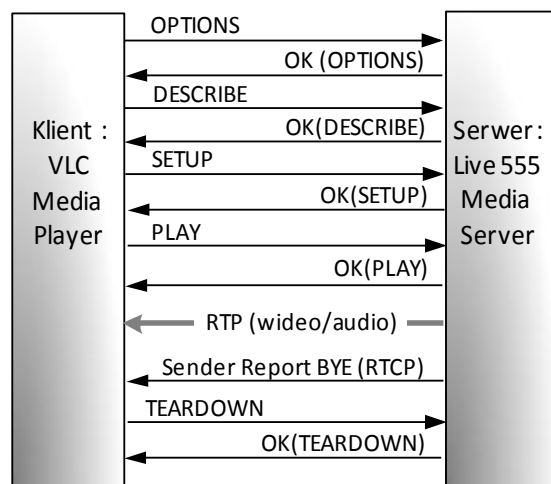 OPTIONS
OK (OPTIONS)
DESCRIBE
OK(DESCRIBE)
SETUP
OK(SETUP)
PLAY
OK(PLAY)
RTP (wideo/audio)
Sender Report BYE (RTCP)
TEARDOWN
OK(TEARDOWN)
Klient :
VLC
Media
Player
Serwer:
Live 555
Media
Server